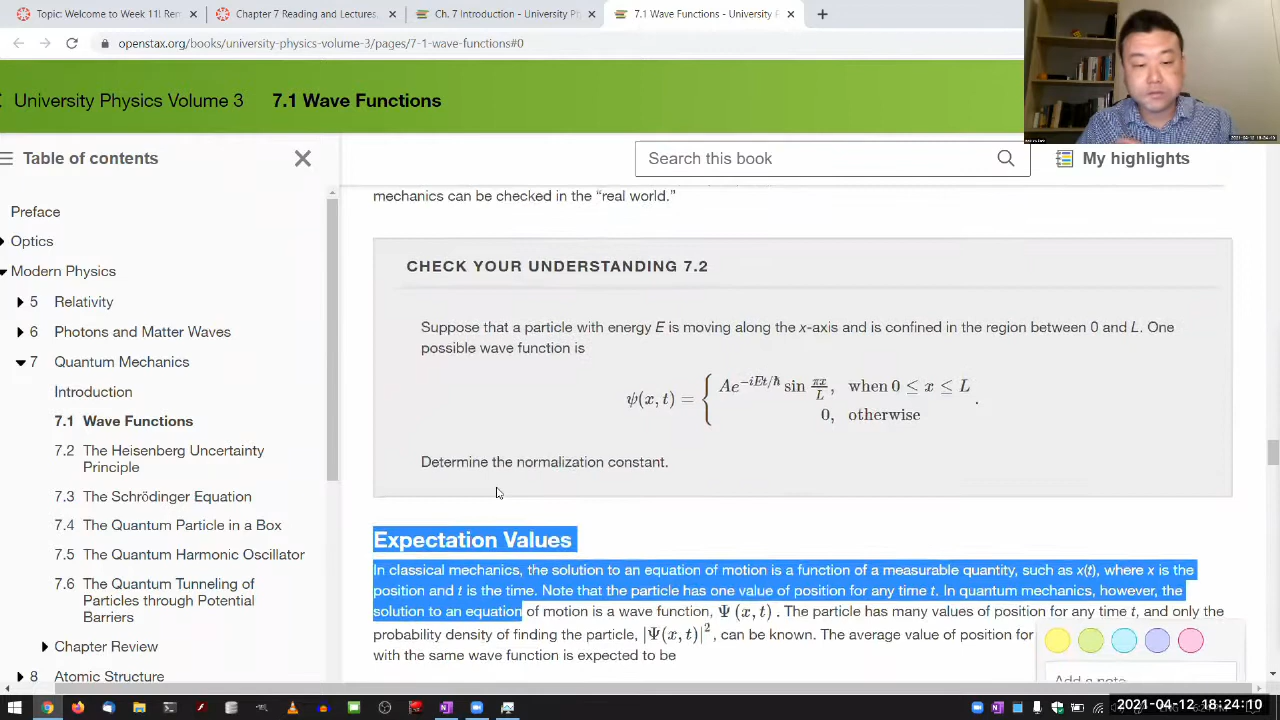 Topic: Welcome to Week 11! Rem
Chapter 7 Reading and Lectures,
Ch. 7 Introduction - University Ph
7.1 Wave Functions - University F
openstax.org/books/university-physics-volume-3/pages/7-1-wave-functions#0
University Physics Volume 3 7.1 Wave Functions
Table of contents
Search this book
My highlights
Preface
Optics
Modern Physics
5 Relativity
6 Photons and Matter Waves
7 Quantum Mechanics
Introduction
7.1 Wave Functions
7.2 The Heisenberg Uncertainty
Principle
7.3 The Schrödinger Equation
7.4 The Quantum Particle in a Box
7.5 The Quantum Harmonic Oscillator
7.6 The Quantum Tunneling of
Particles through Potential
Barriers
Chapter Review
8 Atomic Structure
mechanics can be checked in the “real world.”
CHECK YOUR UNDERSTANDING 7.2
Suppose that a particle with energy E is moving along the x-axis and is confined in the region between 0 and L. One
possible wave function is
ψ(x, t) = { Ae^{−iEt/ħ} sin πx/L, when 0 ≤ x ≤ L
0, otherwise .
Determine the normalization constant.
Expectation Values
In classical mechanics, the solution to an equation of motion is a function of a measurable quantity, such as x(t), where x is the
position and t is the time. Note that the particle has one value of position for any time t. In quantum mechanics, however, the
solution to an equation of motion is a wave function, Ψ (x, t) . The particle has many values of position for any time t, and only the
probability density of finding the particle, |Ψ(x, t)|², can be known. The average value of position for
with the same wave function is expected to be
Add a note
2021-04-12 18:24:10
2021-04-12 18:24:10